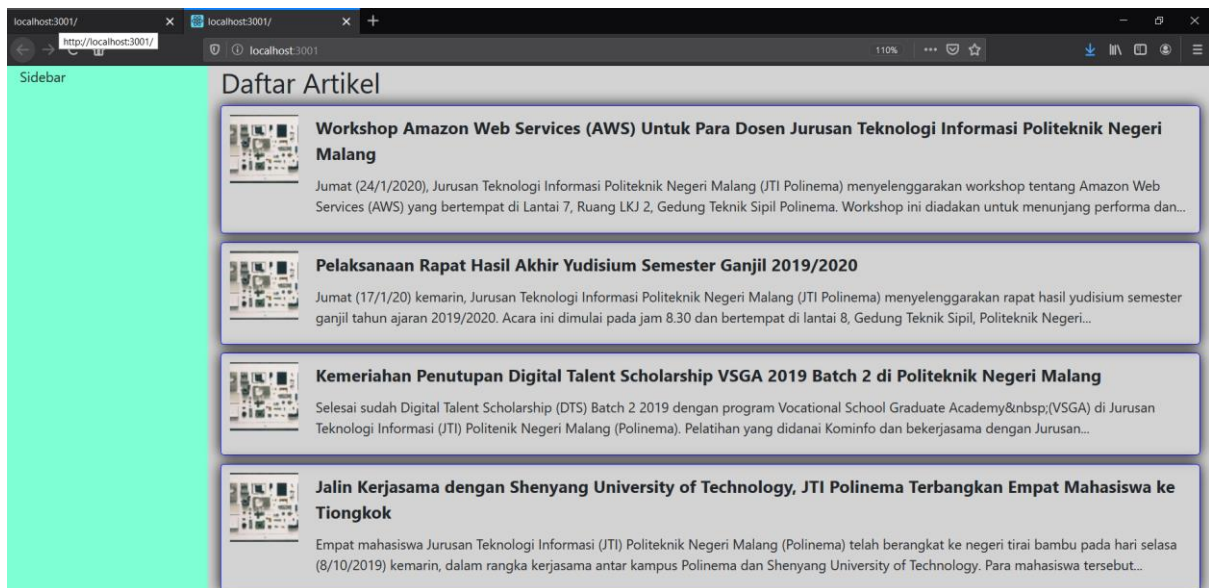 localhost:3001/
localhost:3001/
http://localhost:3001/
localhost:3001
110%
Sidebar
Daftar Artikel
Workshop Amazon Web Services (AWS) Untuk Para Dosen Jurusan Teknologi Informasi Politeknik Negeri
Malang
Jumat (24/1/2020), Jurusan Teknologi Informasi Politeknik Negeri Malang (JTI Polinema) menyelenggarakan workshop tentang Amazon Web
Services (AWS) yang bertempat di Lantai 7, Ruang LKJ 2, Gedung Teknik Sipil Polinema. Workshop ini diadakan untuk menunjang performa dan...
Pelaksanaan Rapat Hasil Akhir Yudisium Semester Ganjil 2019/2020
Jumat (17/1/20) kemarin, Jurusan Teknologi Informasi Politeknik Negeri Malang (JTI Polinema) menyelenggarakan rapat hasil yudisium semester
ganjil tahun ajaran 2019/2020. Acara ini dimulai pada jam 8.30 dan bertempat di lantai 8, Gedung Teknik Sipil, Politeknik Negeri...
Kemeriahan Penutupan Digital Talent Scholarship VSGA 2019 Batch 2 di Politeknik Negeri Malang
Selesai sudah Digital Talent Scholarship (DTS) Batch 2 2019 dengan program Vocational School Graduate Academy&nbsp;(VSGA) di Jurusan
Teknologi Informasi (JTI) Politenik Negeri Malang (Polinema). Pelatihan yang didanai Kominfo dan bekerjasama dengan Jurusan...
Jalin Kerjasama dengan Shenyang University of Technology, JTI Polinema Terbangkan Empat Mahasiswa ke
Tiongkok
Empat mahasiswa Jurusan Teknologi Informasi (JTI) Politeknik Negeri Malang (Polinema) telah berangkat ke negeri tirai bambu pada hari selasa
(8/10/2019) kemarin, dalam rangka kerjasama antar kampus Polinema dan Shenyang University of Technology. Para mahasiswa tersebut...